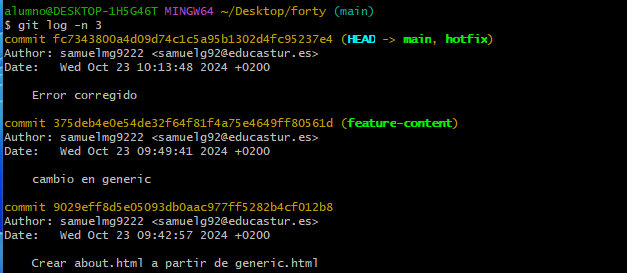 alumno@DESKTOP-1H5G46T MINGW64 ~/Desktop/forty (main)
$ git log -n 3
commit fc7343800a4d09d74c1c5a95b1302d4fc95237e4 (HEAD -> main, hotfix)
Author: samuelmg9222 <samuelg92@educastur.es>
Date:   Wed Oct 23 10:13:48 2024 +0200
    Error corregido
commit 375deb4e0e54de32f64f81f4a75e4649ff80561d (feature-content)
Author: samuelmg9222 <samuelg92@educastur.es>
Date:   Wed Oct 23 09:49:41 2024 +0200
    cambio en generic
commit 9029eff8d5e05093db0aac977ff5282b4cf012b8
Author: samuelmg9222 <samuelg92@educastur.es>
Date:   Wed Oct 23 09:42:57 2024 +0200
    Crear about.html a partir de generic.html